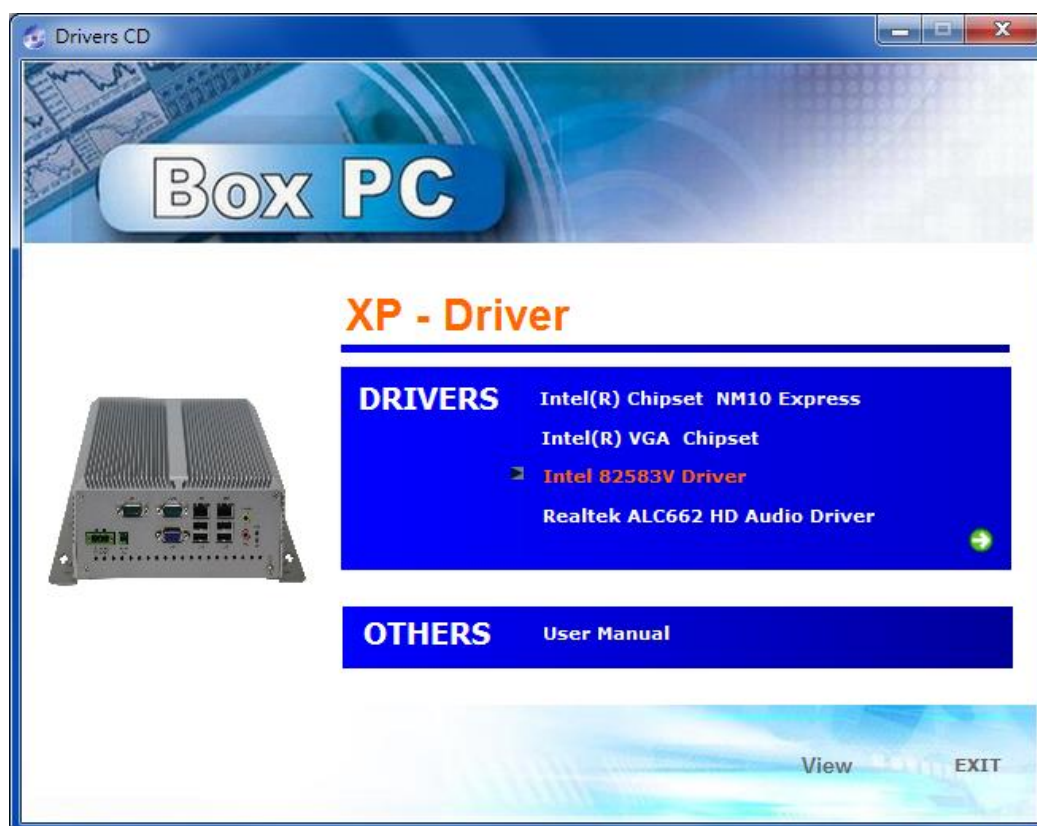 Drivers CD
Box PC
XP - Driver
DRIVERS
Intel(R) Chipset NM10 Express
Intel(R) VGA Chipset
Intel 82583V Driver
Realtek ALC662 HD Audio Driver
OTHERS
User Manual
View
EXIT